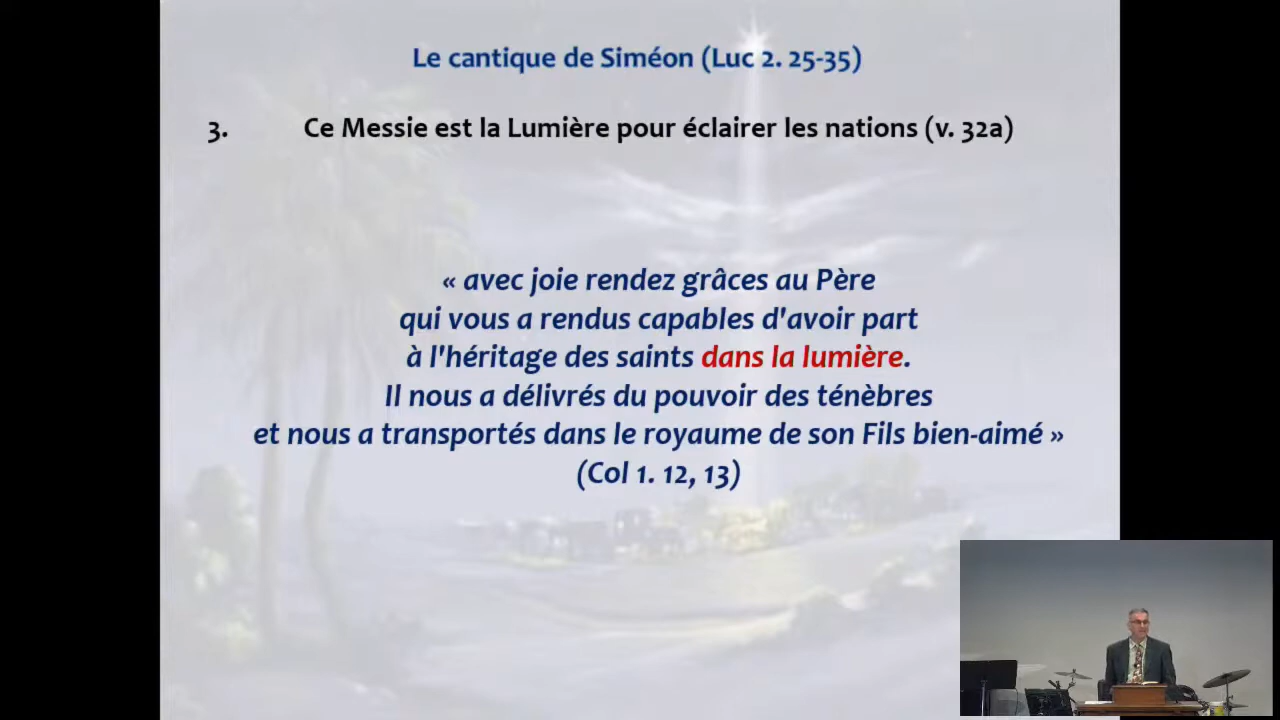 Le cantique de Siméon (Luc 2. 25-35)
3. Ce Messie est la Lumière pour éclairer les nations (v. 32a)
« avec joie rendez grâces au Père
qui vous a rendus capables d'avoir part
à l'héritage des saints dans la lumière.
Il nous a délivrés du pouvoir des ténèbres
et nous a transportés dans le royaume de son Fils bien-aimé »
(Col 1. 12, 13)